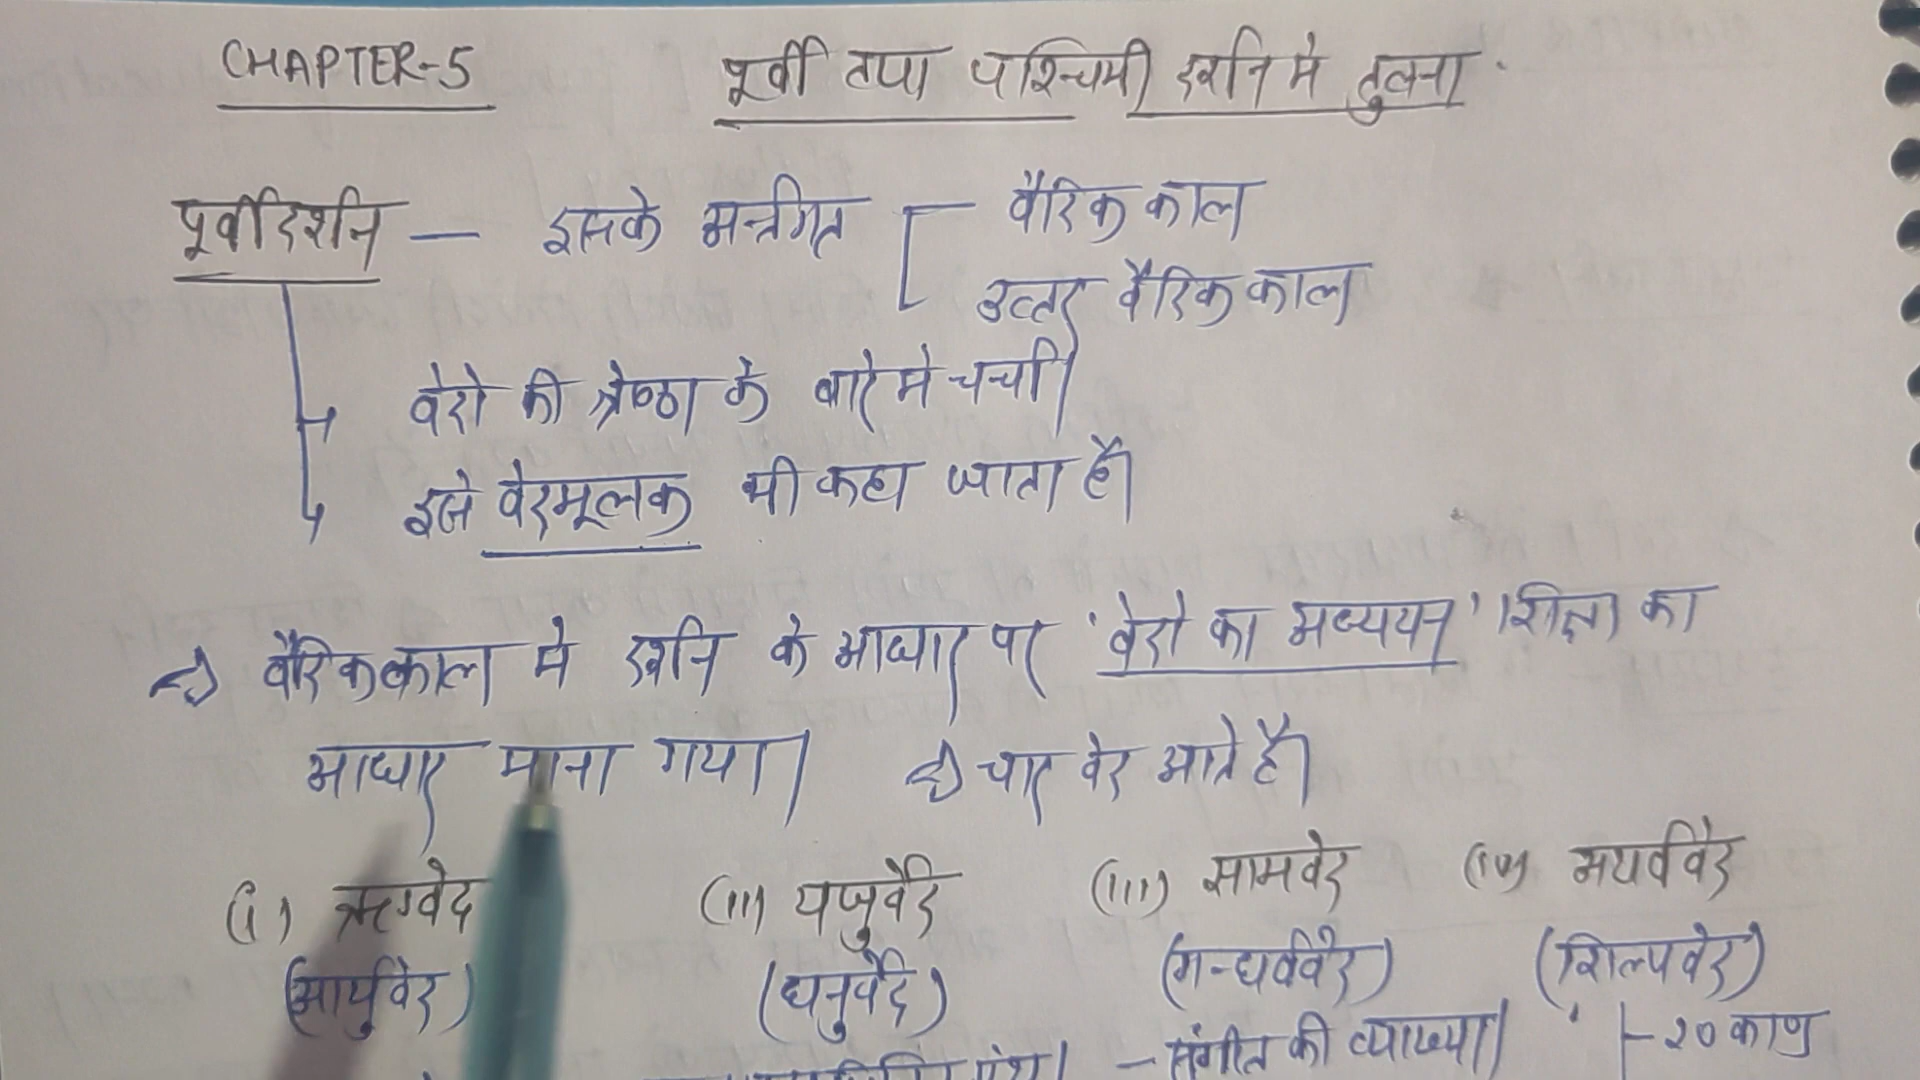 CHAPTER-5 पूर्वी तथा पश्चिमी दर्शन मे तुलना
पूर्वी दर्शन — इसके अन्तर्गत वैदिक काल
उत्तर वैदिक काल
वेदो की श्रेष्ठा के बारे मे चर्चा।
इसे वेदमूलक भी कहा जाता है।
वैदिककाल मे दर्शन के आधार पर 'वेदो का अध्ययन' शिक्षा का
आधार माना गया। चार वेद आते है।
(i) ऋग्वेद (ii) यजुर्वेद (iii) सामवेद (iv) अथर्ववेद
(आयुर्वेद) (धनुर्वेद) (गन्धर्ववेद) (शिल्पवेद)
- संगीत की व्याख्या। - 20 काण्ड